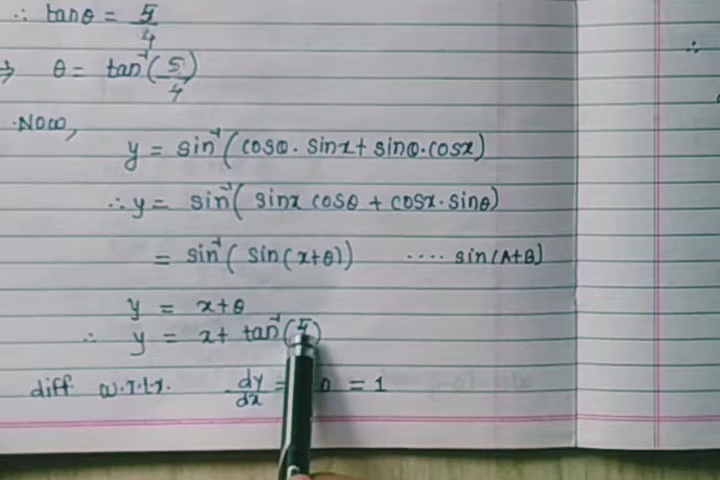 ∴ tanθ = 5/4
⇒ θ = tan⁻¹(5/4)
Now,
y = sin⁻¹(cosθ. sinx + sinθ.cosx)
∴ y = sin⁻¹( sinx cosθ + cosx.sinθ)
= sin⁻¹( sin(x+θ)) .... sin(A+B)
y = x+θ
∴ y = x+ tan⁻¹(
diff w.r.t.x. dy/dx = 0 = 1
∴